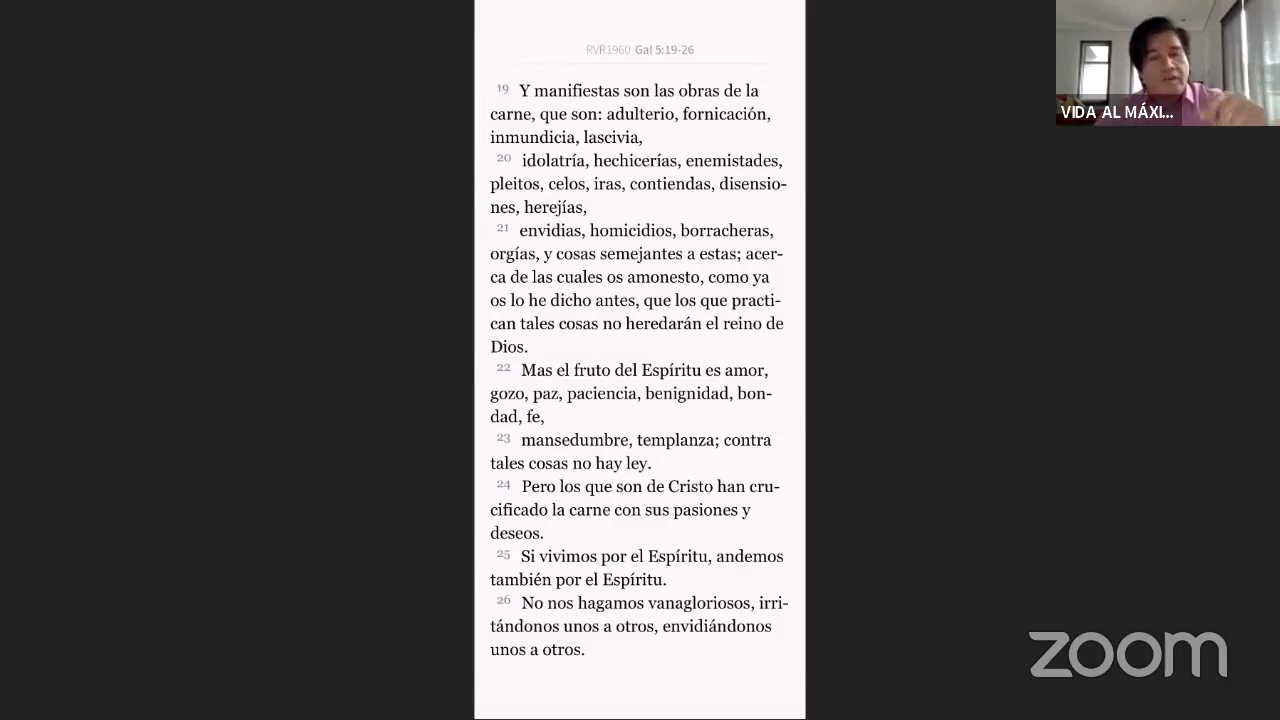 RVR1960 Gal 5:19-26
19 Y manifiestas son las obras de la
carne, que son: adulterio, fornicación,
inmundicia, lascivia,
20 idolatría, hechicerías, enemistades,
pleitos, celos, iras, contiendas, disensio-
nes, herejías,
21 envidias, homicidios, borracheras,
orgías, y cosas semejantes a estas; acer-
ca de las cuales os amonesto, como ya
os lo he dicho antes, que los que practi-
can tales cosas no heredarán el reino de
Dios.
22 Mas el fruto del Espíritu es amor,
gozo, paz, paciencia, benignidad, bon-
dad, fe,
23 mansedumbre, templanza; contra
tales cosas no hay ley.
24 Pero los que son de Cristo han cru-
cificado la carne con sus pasiones y
deseos.
25 Si vivimos por el Espíritu, andemos
también por el Espíritu.
26 No nos hagamos vanagloriosos, irri-
tándonos unos a otros, envidiándonos
unos a otros.
VIDA AL MÁXI...
zoom